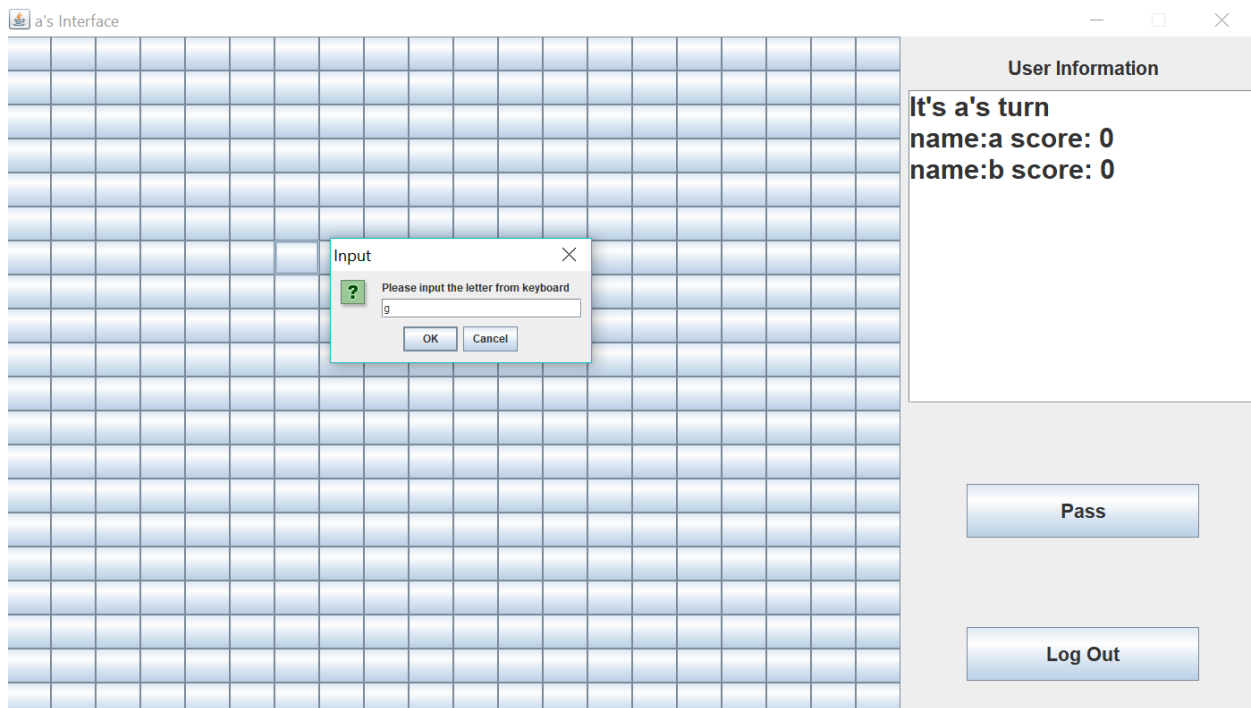 a's Interface
User Information
It's a's turn
name:a score: 0
name:b score: 0
Input
?
Please input the letter from keyboard
g
OK
Cancel
Pass
Log Out